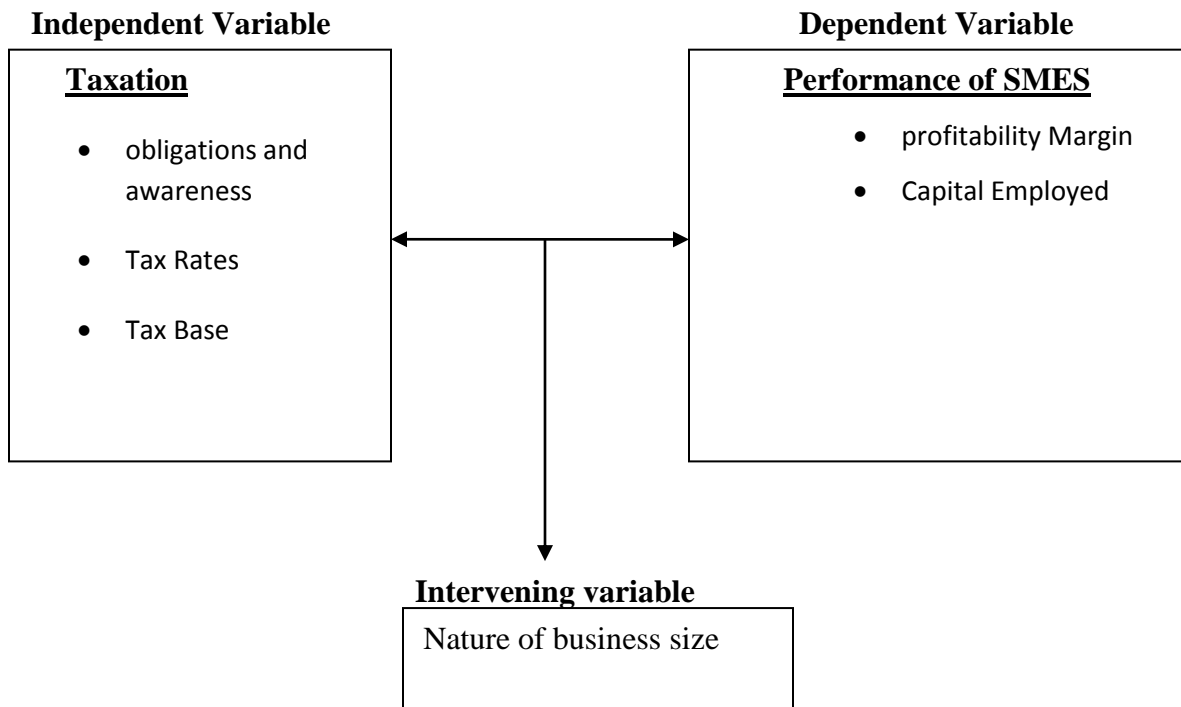 Independent Variable
Dependent Variable
Taxation
• obligations and
awareness
• Tax Rates
• Tax Base
Performance of SMES
• profitability Margin
• Capital Employed
Intervening variable
Nature of business size